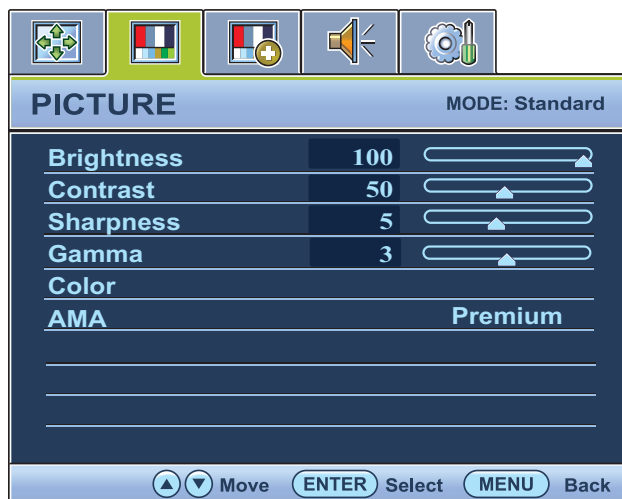 PICTURE MODE: Standard
Brightness 100
Contrast 50
Sharpness 5
Gamma 3
Color
AMA Premium
Move ENTER Select MENU Back